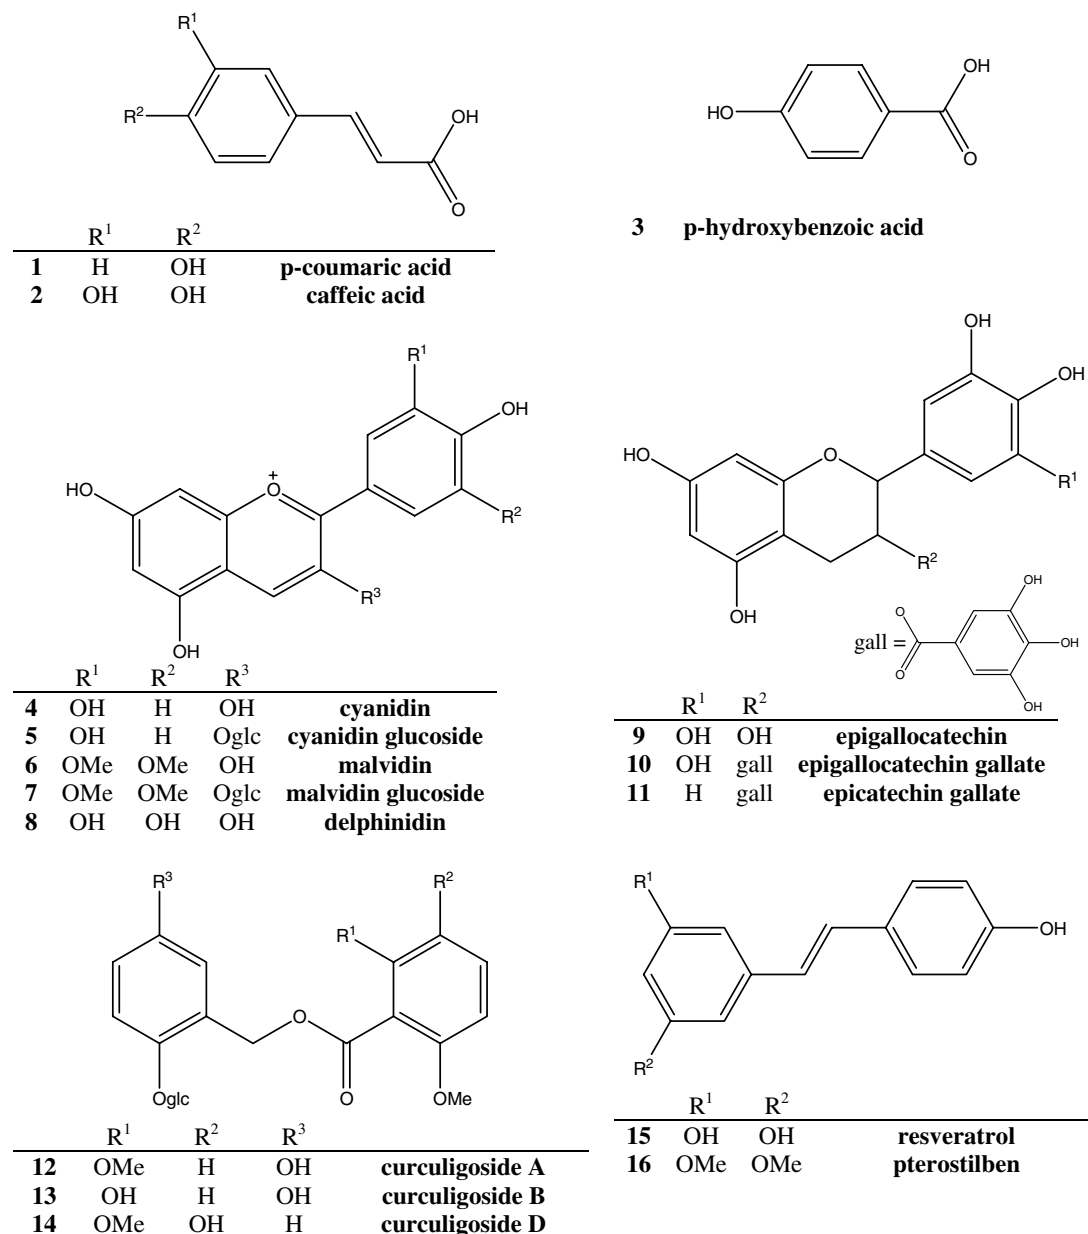 R¹
R²
OH
O
R¹ R²
1 H OH p-coumaric acid
2 OH OH caffeic acid
HO
OH
O
3 p-hydroxybenzoic acid
R¹
OH
+
O
HO
R²
R³
OH
R¹ R² R³
4 OH H OH cyanidin
5 OH H Oglc cyanidin glucoside
6 OMe OMe OH malvidin
7 OMe OMe Oglc malvidin glucoside
8 OH OH OH delphinidin
OH
OH
HO
O
R¹
R²
OH
OH
O
gall =
OH
O
OH
R¹ R²
9 OH OH epigallocatechin
10 OH gall epigallocatechin gallate
11 H gall epicatechin gallate
R³
R²
R¹
O
Oglc
O
OMe
R¹ R² R³
12 OMe H OH curculigoside A
13 OH H OH curculigoside B
14 OMe OH H curculigoside D
R¹
OH
R²
R¹ R²
15 OH OH resveratrol
16 OMe OMe pterostilben